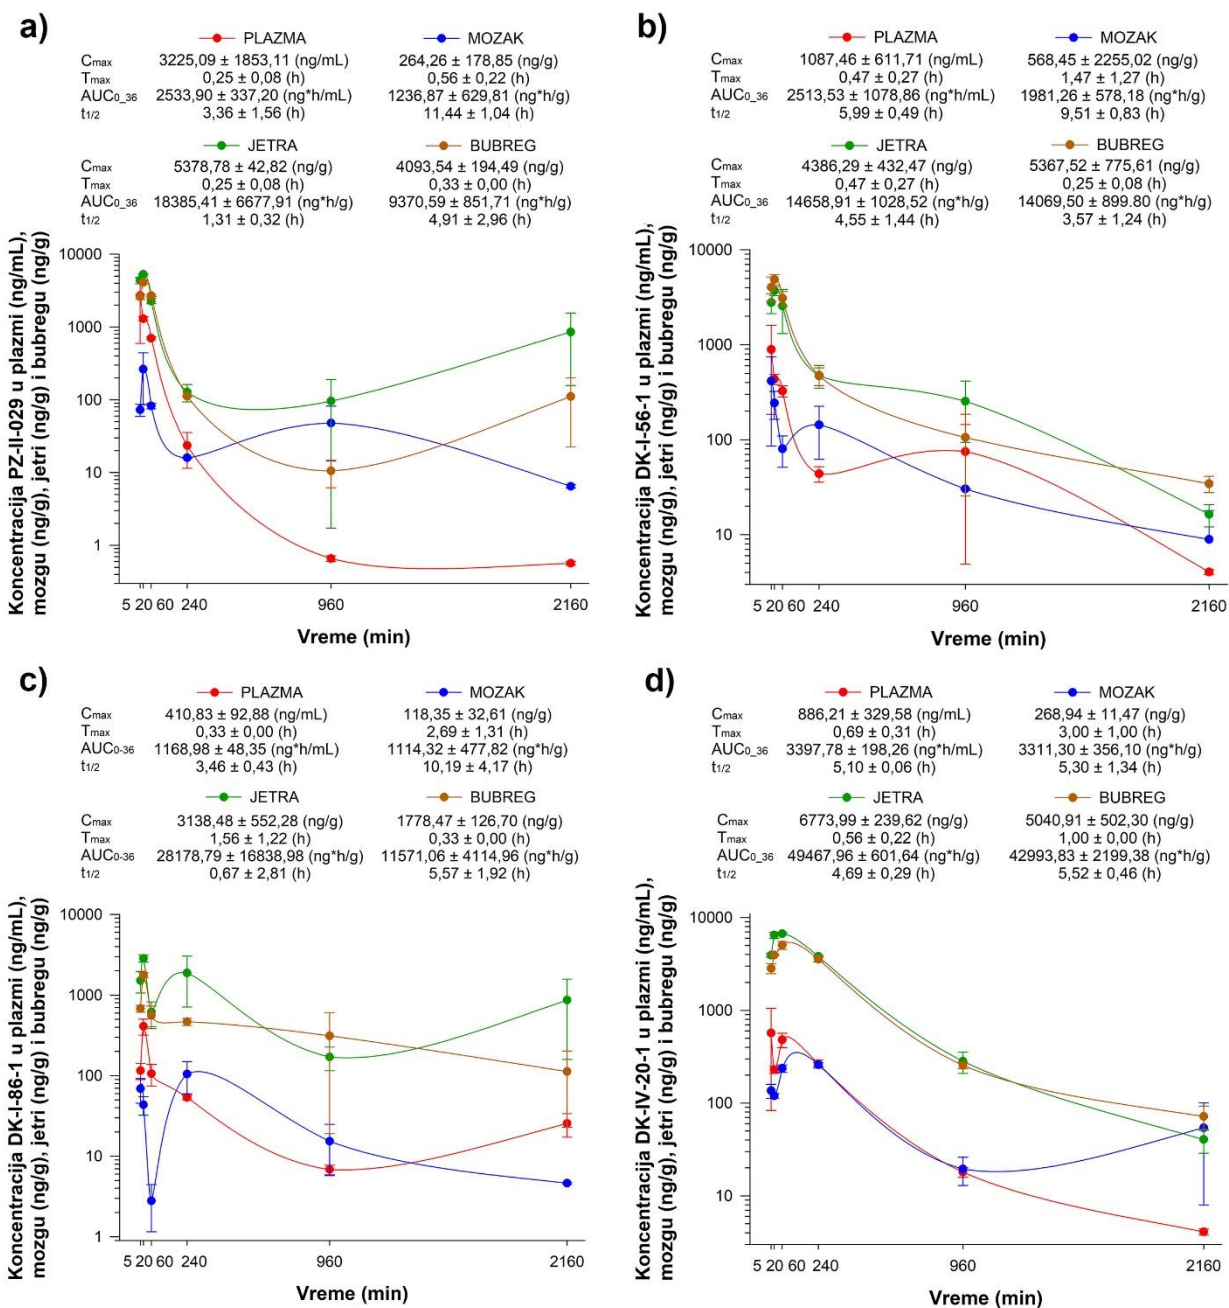 a)
PLAZMA MOZAK
Cmax 3225,09 ± 1853,11 (ng/mL) 264,26 ± 178,85 (ng/g)
Tmax 0,25 ± 0,08 (h) 0,56 ± 0,22 (h)
AUC0_36 2533,90 ± 337,20 (ng*h/mL) 1236,87 ± 629,81 (ng*h/g)
t1/2 3,36 ± 1,56 (h) 11,44 ± 1,04 (h)
JETRA BUBREG
Cmax 5378,78 ± 42,82 (ng/g) 4093,54 ± 194,49 (ng/g)
Tmax 0,25 ± 0,08 (h) 0,33 ± 0,00 (h)
AUC0_36 18385,41 ± 6677,91 (ng*h/g) 9370,59 ± 851,71 (ng*h/g)
t1/2 1,31 ± 0,32 (h) 4,91 ± 2,96 (h)
Koncentracija PZ-II-029 u plazmi (ng/mL),
mozgu (ng/g), jetri (ng/g) i bubregu (ng/g)
10000
1000
100
10
1
5 20 60 240 960 2160
Vreme (min)
b)
PLAZMA MOZAK
Cmax 1087,46 ± 611,71 (ng/mL) 568,45 ± 2255,02 (ng/g)
Tmax 0,47 ± 0,27 (h) 1,47 ± 1,27 (h)
AUC0_36 2513,53 ± 1078,86 (ng*h/mL) 1981,26 ± 578,18 (ng*h/g)
t1/2 5,99 ± 0,49 (h) 9,51 ± 0,83 (h)
JETRA BUBREG
Cmax 4386,29 ± 432,47 (ng/g) 5367,52 ± 775,61 (ng/g)
Tmax 0,47 ± 0,27 (h) 0,25 ± 0,08 (h)
AUC0_36 14658,91 ± 1028,52 (ng*h/g) 14069,50 ± 899.80 (ng*h/g)
t1/2 4,55 ± 1,44 (h) 3,57 ± 1,24 (h)
Koncentracija DK-I-56-1 u plazmi (ng/mL),
mozgu (ng/g), jetri (ng/g) i bubregu (ng/g)
10000
1000
100
10
5 20 60 240 960 2160
Vreme (min)
c)
PLAZMA MOZAK
Cmax 410,83 ± 92,88 (ng/mL) 118,35 ± 32,61 (ng/g)
Tmax 0,33 ± 0,00 (h) 2,69 ± 1,31 (h)
AUC0-36 1168,98 ± 48,35 (ng*h/mL) 1114,32 ± 477,82 (ng*h/g)
t1/2 3,46 ± 0,43 (h) 10,19 ± 4,17 (h)
JETRA BUBREG
Cmax 3138,48 ± 552,28 (ng/g) 1778,47 ± 126,70 (ng/g)
Tmax 1,56 ± 1,22 (h) 0,33 ± 0,00 (h)
AUC0-36 28178,79 ± 16838,98 (ng*h/g) 11571,06 ± 4114,96 (ng*h/g)
t1/2 0,67 ± 2,81 (h) 5,57 ± 1,92 (h)
Koncentracija DK-I-86-1 u plazmi (ng/mL),
mozgu (ng/g), jetri (ng/g) i bubregu (ng/g)
10000
1000
100
10
1
5 20 60 240 960 2160
Vreme (min)
d)
PLAZMA MOZAK
Cmax 886,21 ± 329,58 (ng/mL) 268,94 ± 11,47 (ng/g)
Tmax 0,69 ± 0,31 (h) 3,00 ± 1,00 (h)
AUC0_36 3397,78 ± 198,26 (ng*h/mL) 3311,30 ± 356,10 (ng*h/g)
t1/2 5,10 ± 0,06 (h) 5,30 ± 1,34 (h)
JETRA BUBREG
Cmax 6773,99 ± 239,62 (ng/g) 5040,91 ± 502,30 (ng/g)
Tmax 0,56 ± 0,22 (h) 1,00 ± 0,00 (h)
AUC0_36 49467,96 ± 601,64 (ng*h/g) 42993,83 ± 2199,38 (ng*h/g)
t1/2 4,69 ± 0,29 (h) 5,52 ± 0,46 (h)
Koncentracija DK-IV-20-1 u plazmi (ng/mL),
mozgu (ng/g), jetri (ng/g) i bubregu (ng/g)
10000
1000
100
10
5 20 60 240 960 2160
Vreme (min)